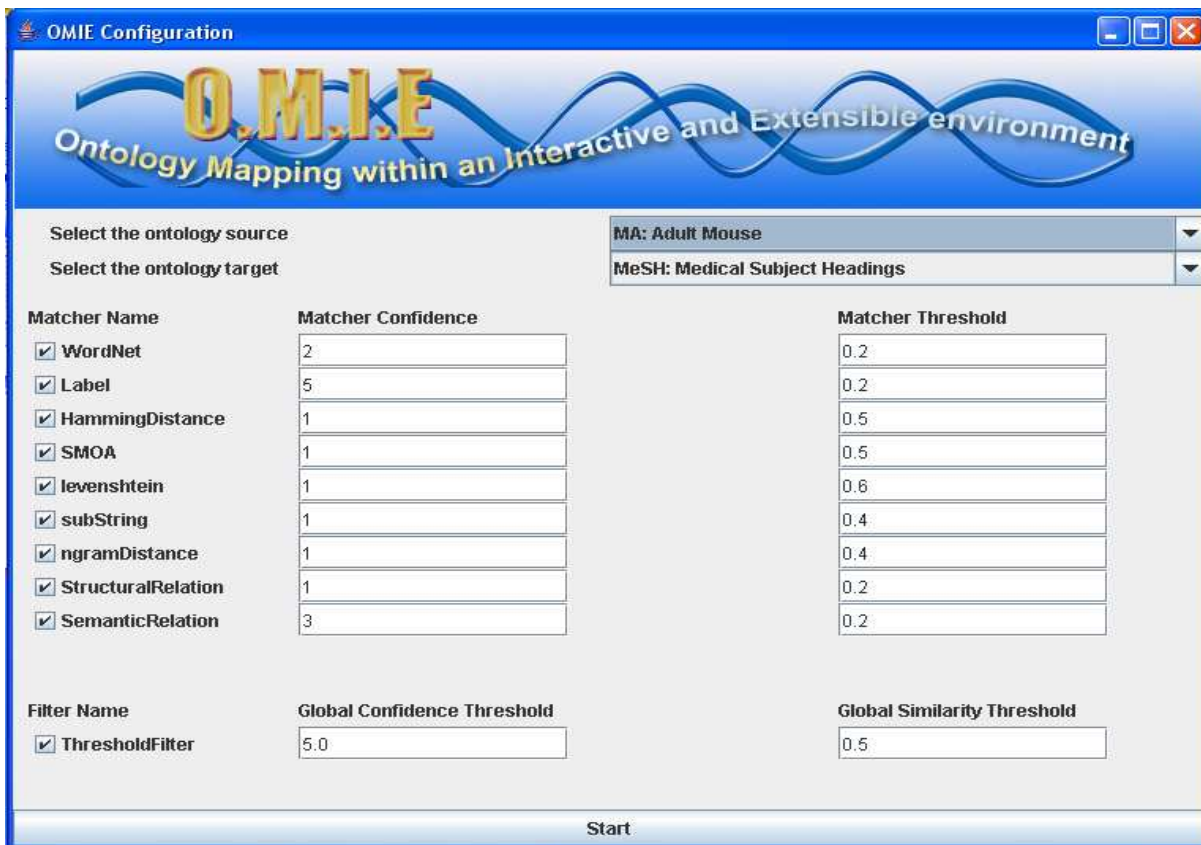 OMIE Configuration
O.M.I.E
Ontology Mapping within an Interactive and Extensible environment
Select the ontology source MA: Adult Mouse
Select the ontology target MeSH: Medical Subject Headings
Matcher Name Matcher Confidence Matcher Threshold
WordNet 2 0.2
Label 5 0.2
HammingDistance 1 0.5
SMOA 1 0.5
levenshtein 1 0.6
subString 1 0.4
ngramDistance 1 0.4
StructuralRelation 1 0.2
SemanticRelation 3 0.2
Filter Name Global Confidence Threshold Global Similarity Threshold
ThresholdFilter 5.0 0.5
Start